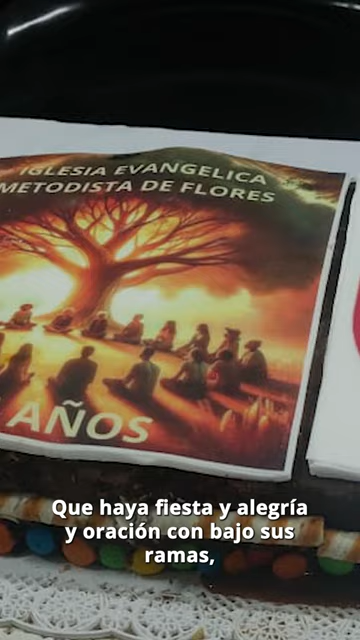 IGLESIA EVANGELICA
METODISTA DE FLORES
AÑOS
Que haya fiesta y alegría
y oración con bajo sus
ramas,